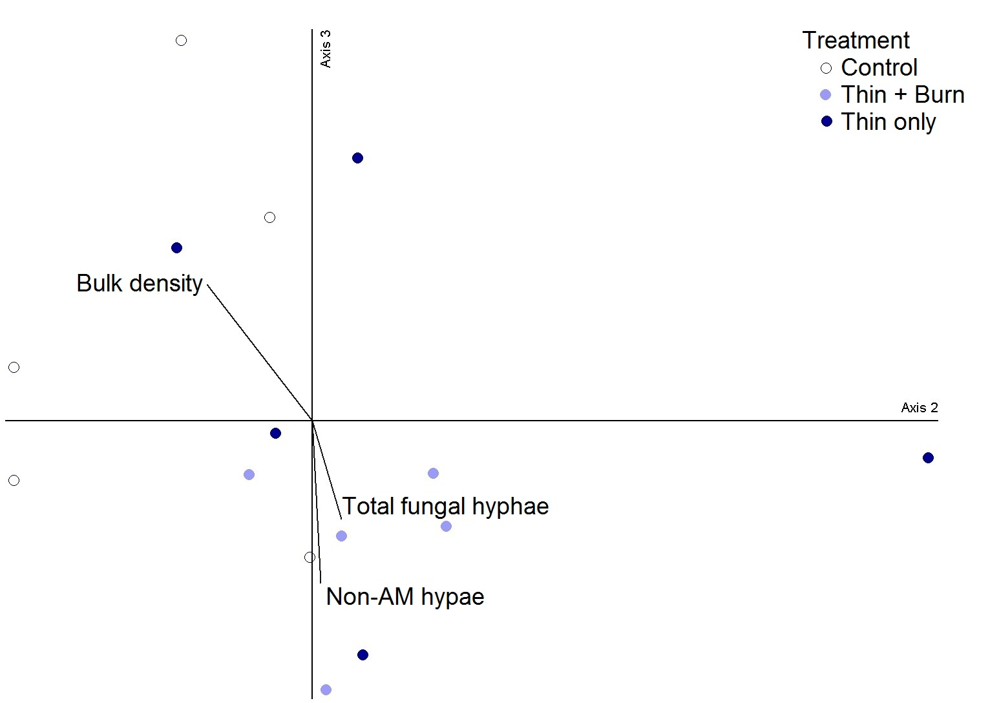 Axis 3
Treatment
Control
Thin + Burn
Thin only
Bulk density
Axis 2
Total fungal hyphae
Non-AM hypae